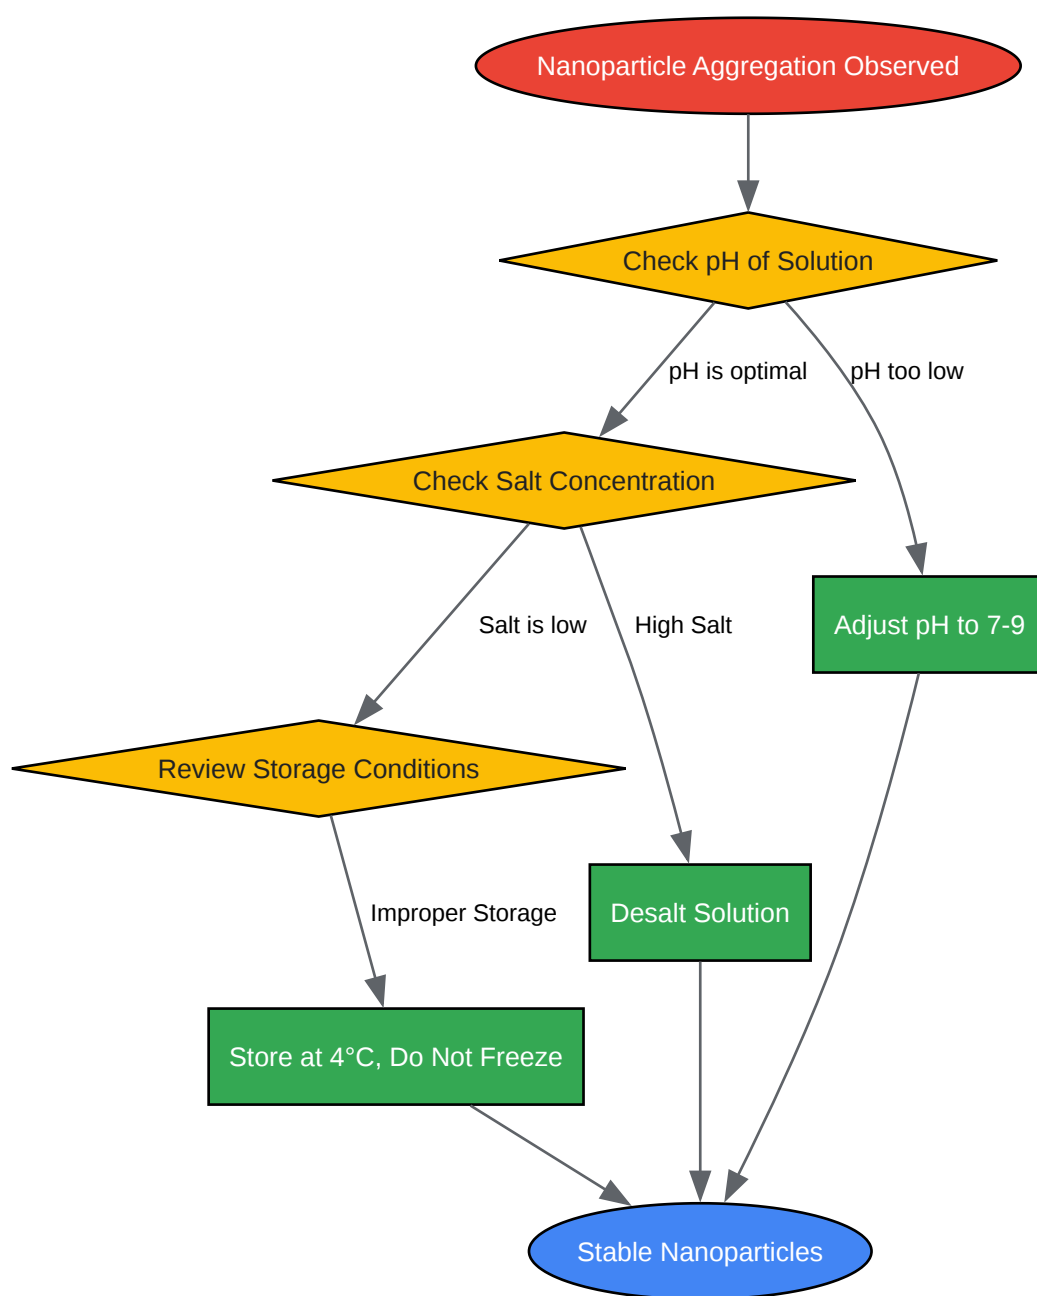 Nanoparticle Aggregation Observed
Check pH of Solution
pH is optimal
pH too low
Check Salt Concentration
Salt is low
High Salt
Adjust pH to 7-9
Review Storage Conditions
Improper Storage
Desalt Solution
Store at 4°C, Do Not Freeze
Stable Nanoparticles